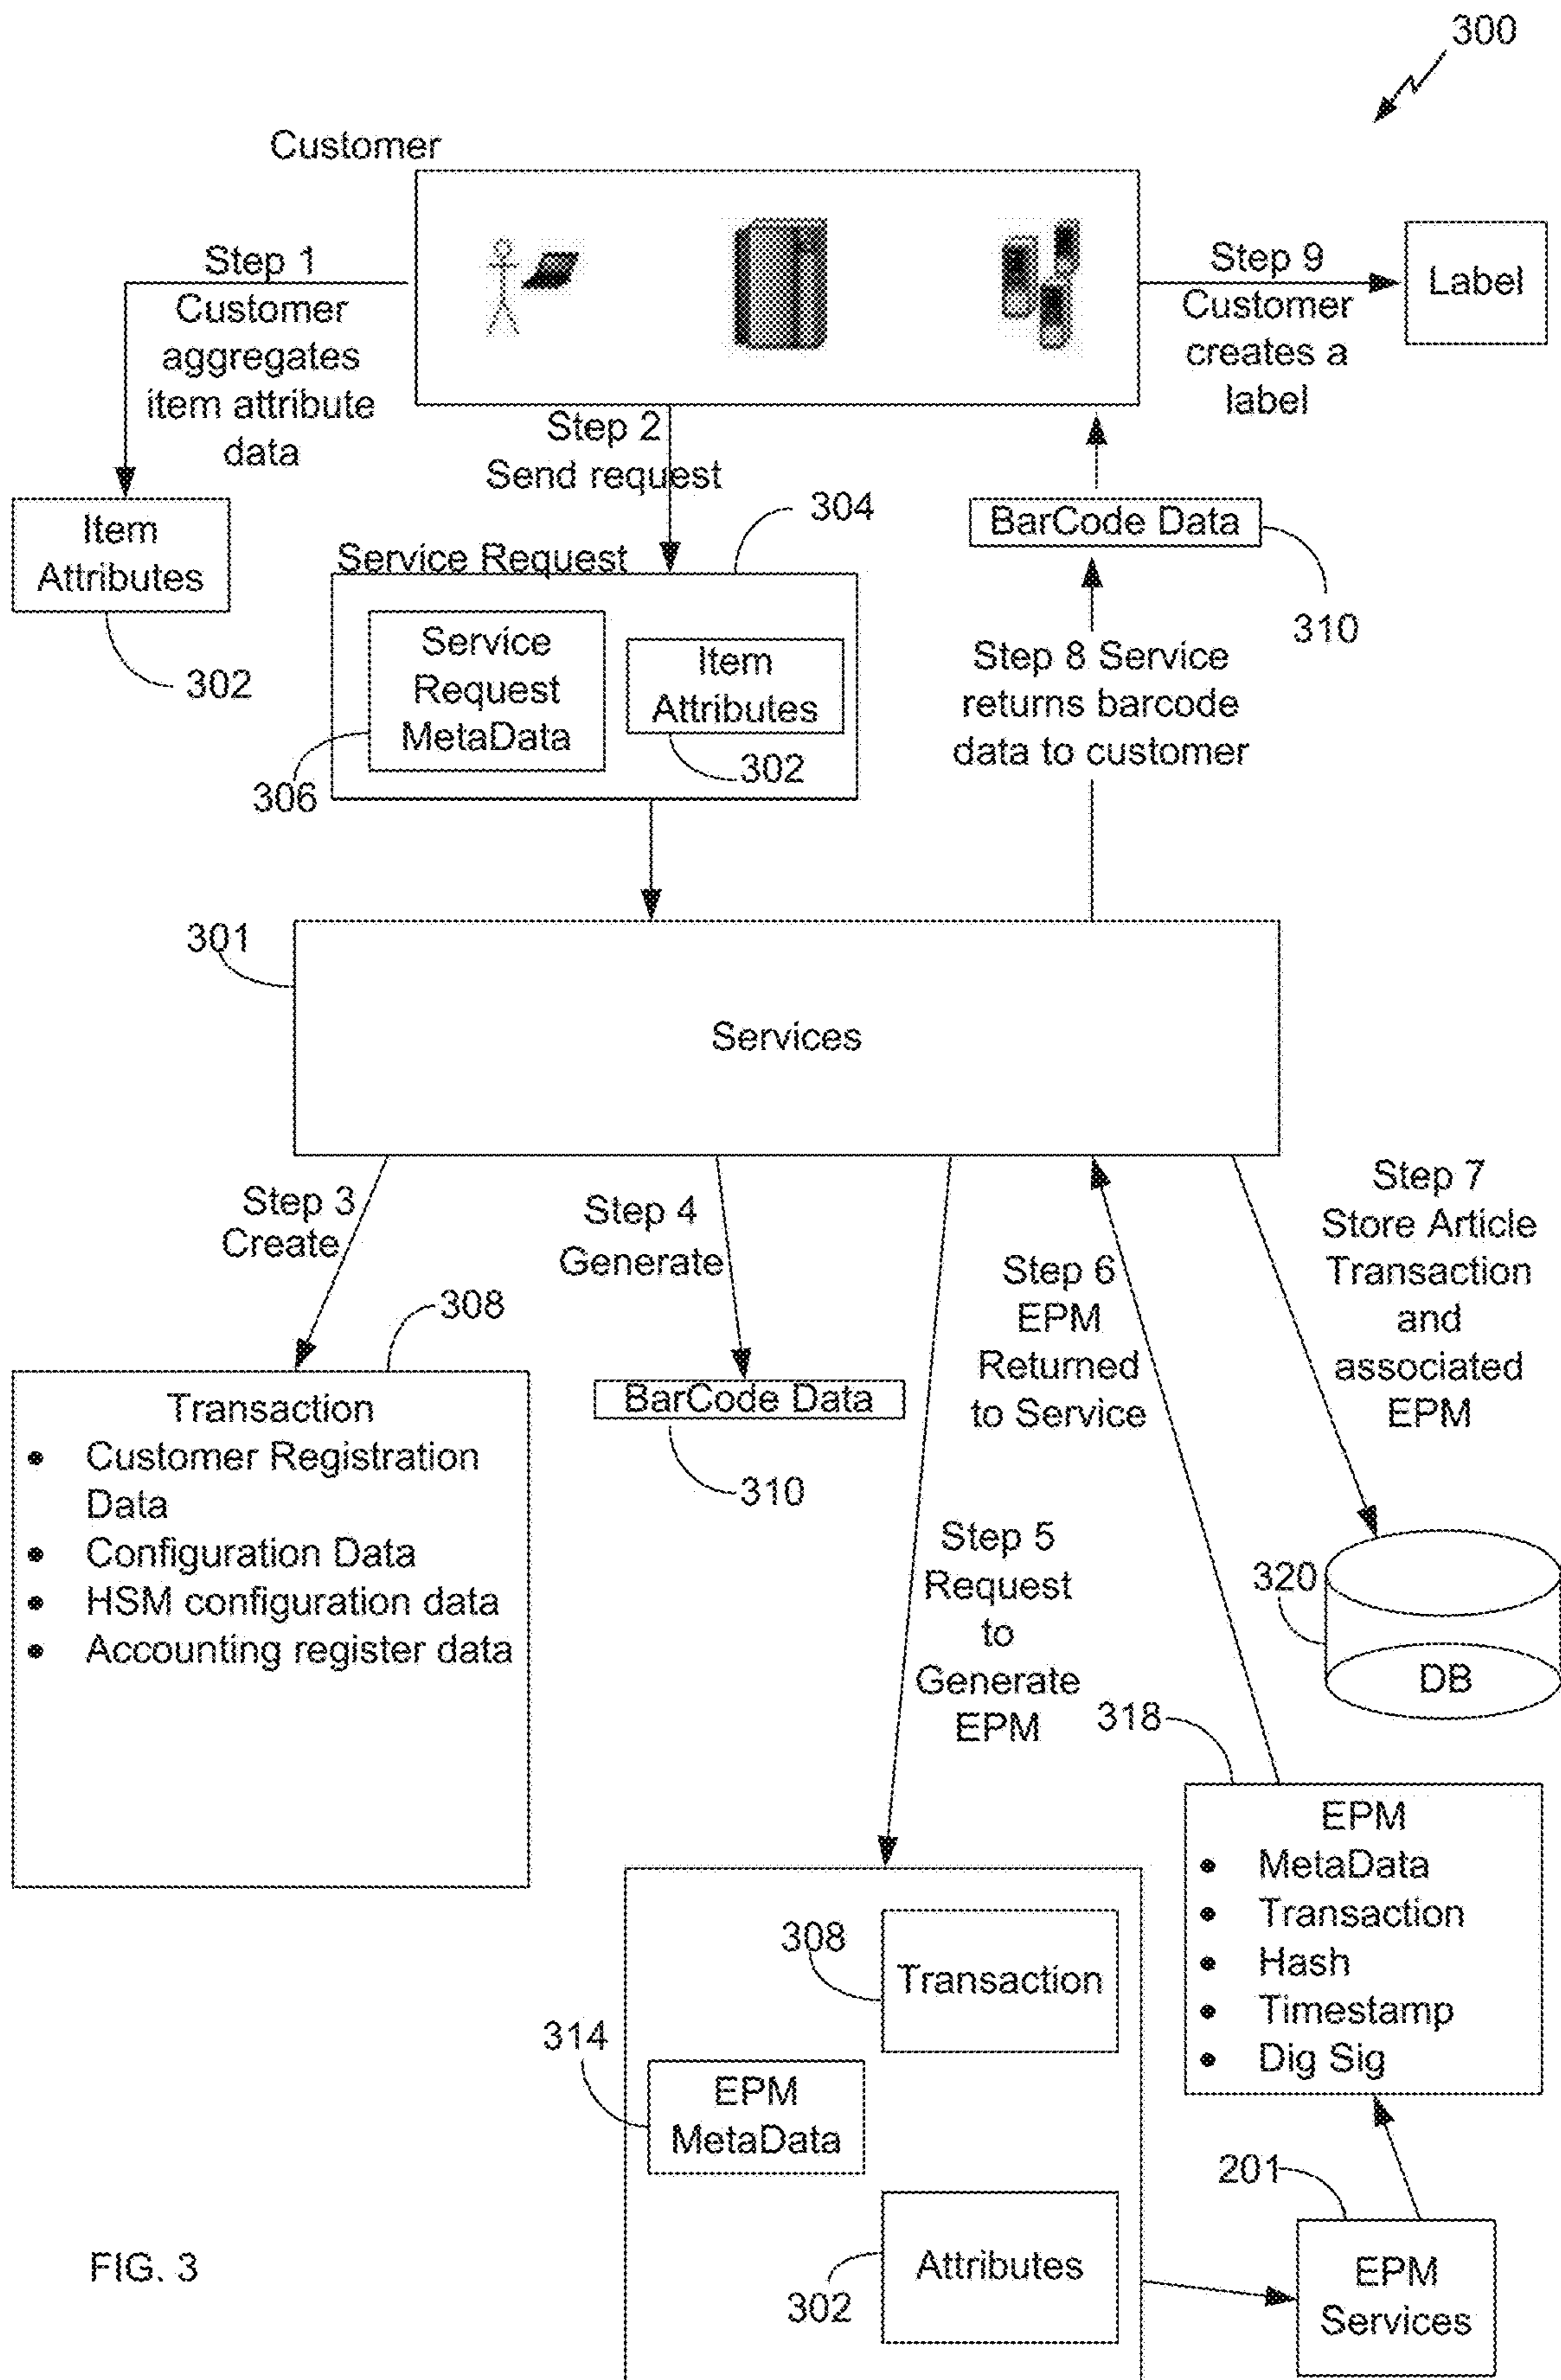 300
Customer
Step 1
Customer
aggregates
item attribute
data
Step 9
Customer
creates a
label
Label
Step 2
Send request
Item
Attributes
302
304
Service Request
Service
Request
MetaData
306
Item
Attributes
302
BarCode Data
310
Step 8 Service
returns barcode
data to customer
301
Services
Step 3
Create
Step 4
Generate
Step 6
EPM
Returned
to Service
Step 7
Store Article
Transaction
and
associated
EPM
308
Transaction
• Customer Registration
Data
• Configuration Data
• HSM configuration data
• Accounting register data
BarCode Data
310
Step 5
Request
to
Generate
EPM
320
DB
318
EPM
• MetaData
• Transaction
• Hash
• Timestamp
• Dig Sig
308
Transaction
314
EPM
MetaData
Attributes
302
201
EPM
Services
FIG. 3